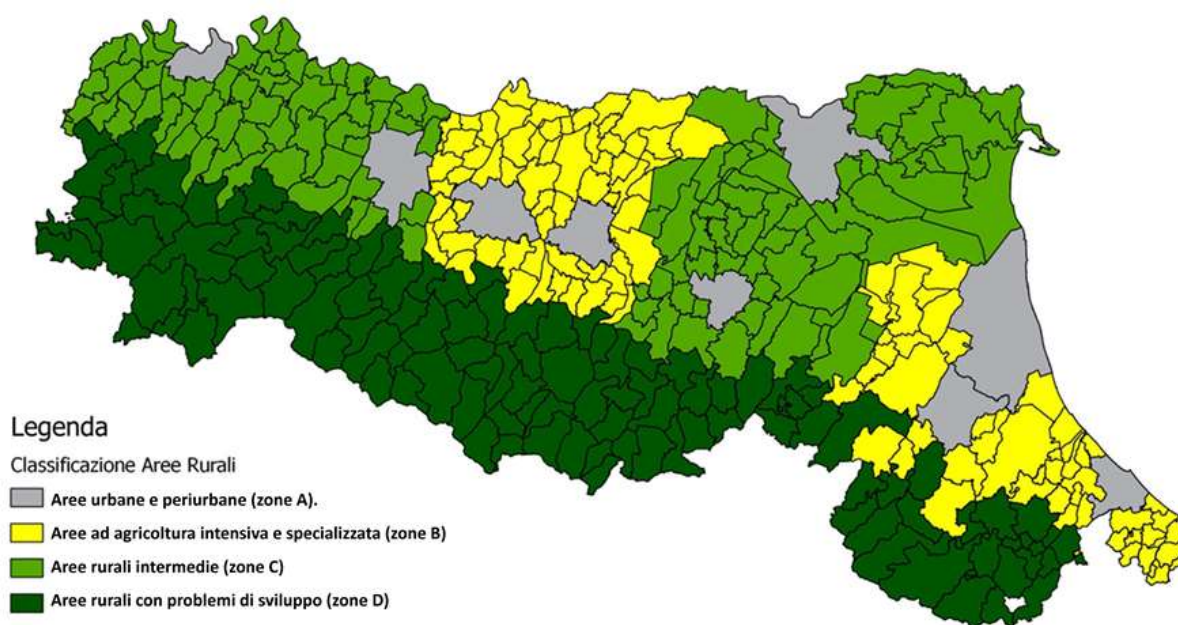 Legenda
Classificazione Aree Rurali
Aree urbane e periurbane (zone A).
Aree ad agricoltura intensiva e specializzata (zone B)
Aree rurali intermedie (zone C)
Aree rurali con problemi di sviluppo (zone D)